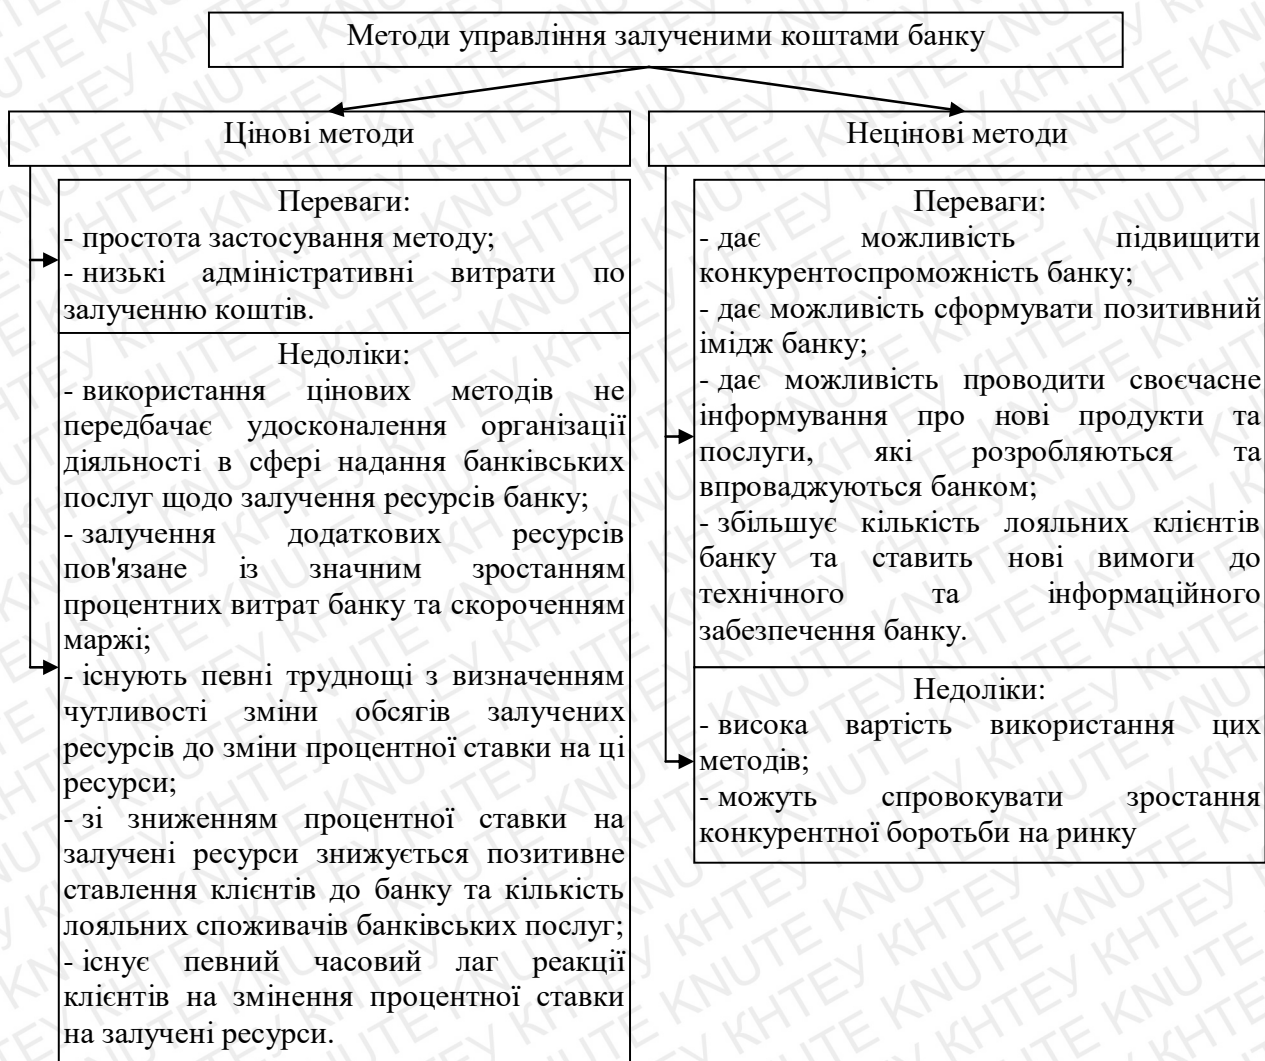 Методи управління залученими коштами банку
Цінові методи
Переваги:
- простота застосування методу;
- низькі адміністративні витрати по
залученню коштів.
Недоліки:
- використання цінових методів не
передбачає удосконалення організації
діяльності в сфері надання банківських
послуг щодо залучення ресурсів банку;
- залучення додаткових ресурсів
пов'язане із значним зростанням
процентних витрат банку та скороченням
маржі;
- існують певні труднощі з визначенням
чутливості зміни обсягів залучених
ресурсів до зміни процентної ставки на ці
ресурси;
- зі зниженням процентної ставки на
залучені ресурси знижується позитивне
ставлення клієнтів до банку та кількість
лояльних споживачів банківських послуг;
- існує певний часовий лаг реакції
клієнтів на змінення процентної ставки
на залучені ресурси.
Нецінові методи
Переваги:
- дає можливість підвищити
конкурентоспроможність банку;
- дає можливість сформувати позитивний
імідж банку;
- дає можливість проводити своєчасне
інформування про нові продукти та
послуги, які розробляються та
впроваджуються банком;
- збільшує кількість лояльних клієнтів
банку та ставить нові вимоги до
технічного та інформаційного
забезпечення банку.
Недоліки:
- висока вартість використання цих
методів;
- можуть спровокувати зростання
конкурентної боротьби на ринку